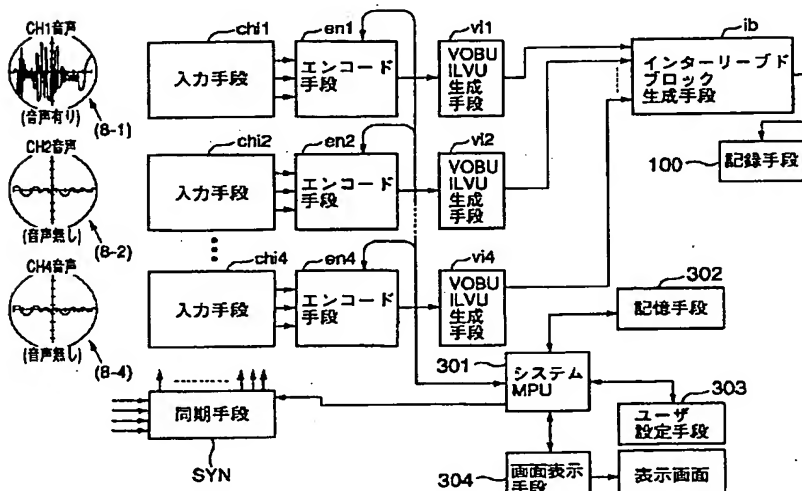 CH1音声
(音声有り)
(8-1)
CH2音声
(音声無し)
(8-2)
CH4音声
(音声無し)
(8-4)
chi1
入力手段
en1
エンコード
手段
vi1
VOBU
ILVU
生成
手段
ib
インターリーブド
ブロック
生成手段
100
記録手段
chi2
入力手段
en2
エンコード
手段
vi2
VOBU
ILVU
生成
手段
chi4
入力手段
en4
エンコード
手段
vi4
VOBU
ILVU
生成
手段
302
記憶手段
301
システム
MPU
303
ユーザ
設定手段
同期手段
SYN
304
画面表示
手段
表示画面